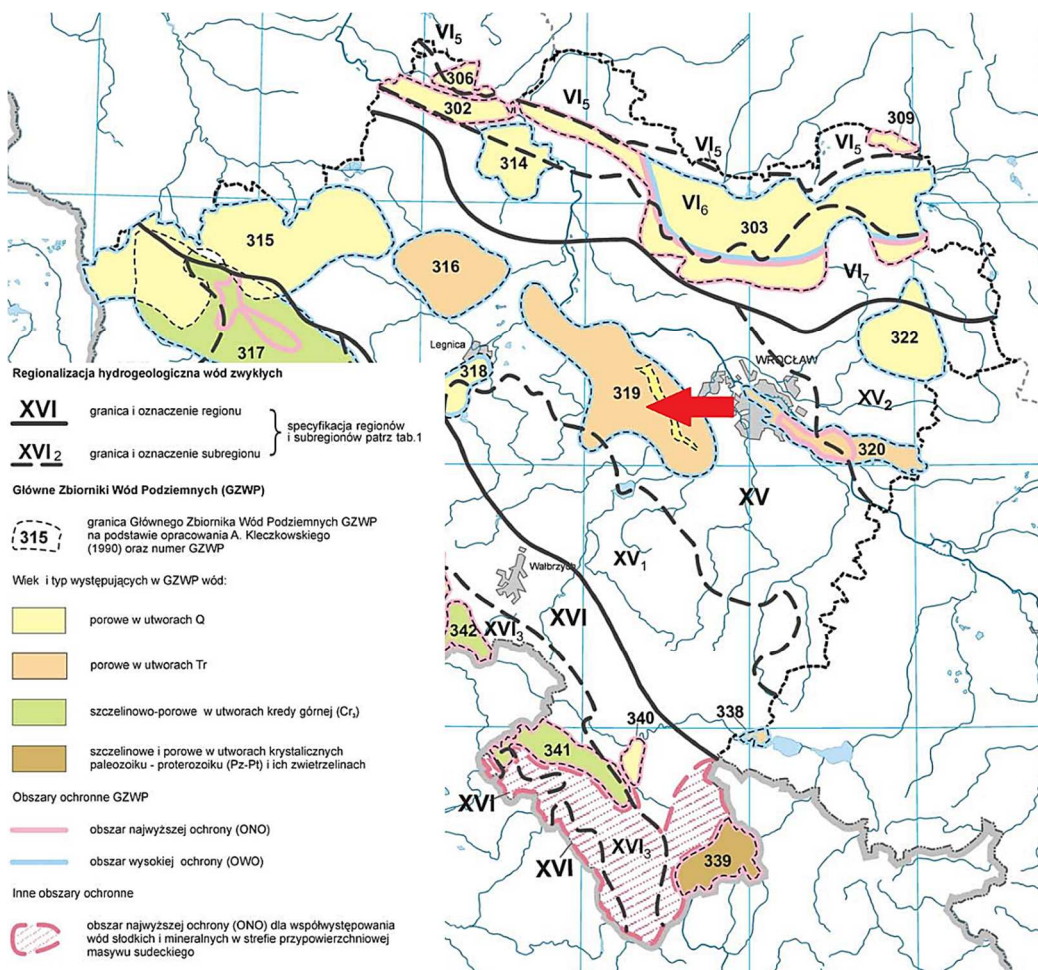 VI5
306
302
VI
VI5
309
VI5
VI5
314
VI6
303
315
316
VI7
322
317
Legnica
318
319
WROCŁAW
XV2
320
XV
XV1
Wałbrzych
XVI
342
XVI3
338
340
341
XVI
XVI3
XVI
339
Regionalizacja hydrogeologiczna wód zwykłych
XVI granica i oznaczenie regionu
XVI2 granica i oznaczenie subregionu
specyfikacja regionów
i subregionów patrz tab.1
Główne Zbiorniki Wód Podziemnych (GZWP)
315 granica Głównego Zbiornika Wód Podziemnych GZWP
na podstawie opracowania A. Kleczkowskiego
(1990) oraz numer GZWP
Wiek i typ występujących w GZWP wód:
porowe w utworach Q
porowe w utworach Tr
szczelinowo-porowe w utworach kredy górnej (Cr3)
szczelinowe i porowe w utworach krystalicznych
paleozoiku - proterozoiku (Pz-Pt) i ich zwietrzelinach
Obszary ochronne GZWP
obszar najwyższej ochrony (ONO)
obszar wysokiej ochrony (OWO)
Inne obszary ochronne
obszar najwyższej ochrony (ONO) dla współwystępowania
wód słodkich i mineralnych w strefie przypowierzchniowej
masywu sudeckiego